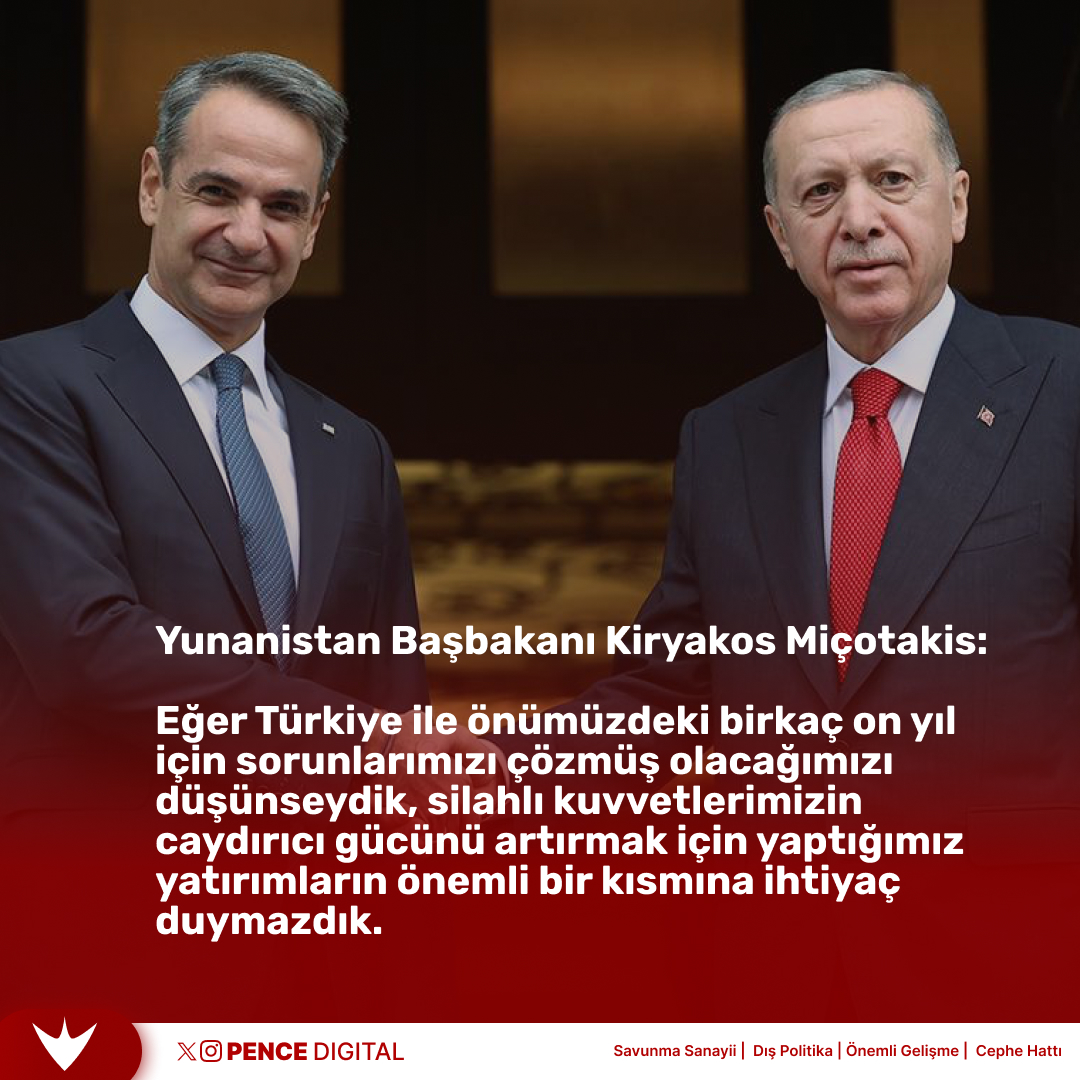 Yunanistan Başbakanı Kiryakos Miçotakis:
Eğer Türkiye ile önümüzdeki birkaç on yıl
için sorunlarımızı çözmüş olacağımızı
düşünseydik, silahlı kuvvetlerimizin
caydırıcı gücünü artırmak için yaptığımız
yatırımların önemli bir kısmına ihtiyaç
duymazdık.
PENCE DIGITAL
Savunma Sanayii | Dış Politika | Önemli Gelişme | Cephe Hattı